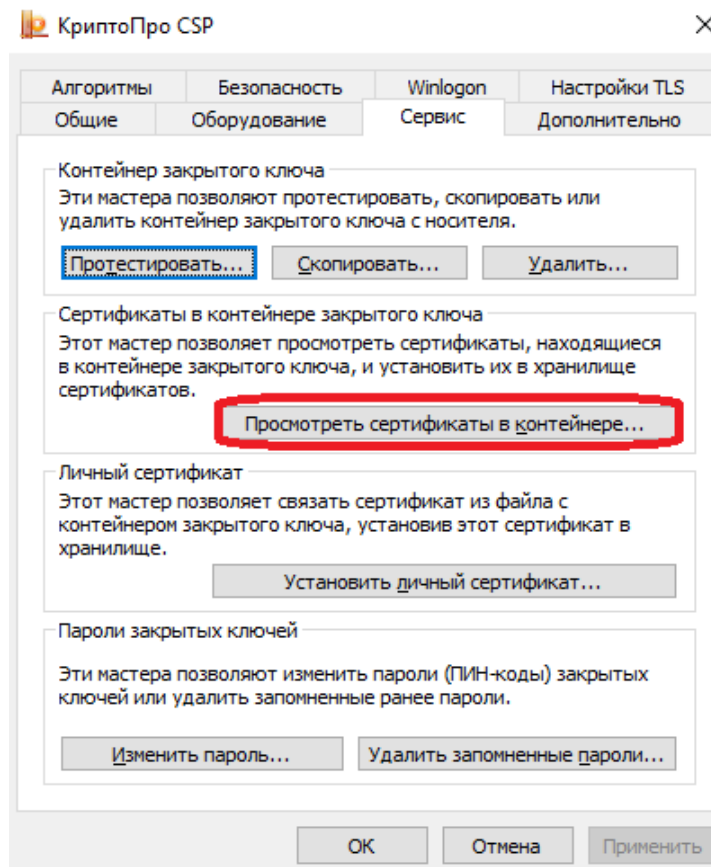 КриптоПро CSP
Алгоритмы Безопасность Winlogon Настройки TLS
Общие Оборудование Сервис Дополнительно
Контейнер закрытого ключа
Эти мастера позволяют протестировать, скопировать или
удалить контейнер закрытого ключа с носителя.
Протестировать... Скопировать... Удалить...
Сертификаты в контейнере закрытого ключа
Этот мастер позволяет просмотреть сертификаты, находящиеся
в контейнере закрытого ключа, и установить их в хранилище
сертификатов.
Просмотреть сертификаты в контейнере...
Личный сертификат
Этот мастер позволяет связать сертификат из файла с
контейнером закрытого ключа, установив этот сертификат в
хранилище.
Установить личный сертификат...
Пароли закрытых ключей
Эти мастера позволяют изменить пароли (ПИН-коды) закрытых
ключей или удалить запомненные ранее пароли.
Изменить пароль... Удалить запомненные пароли...
ОК Отмена Применить